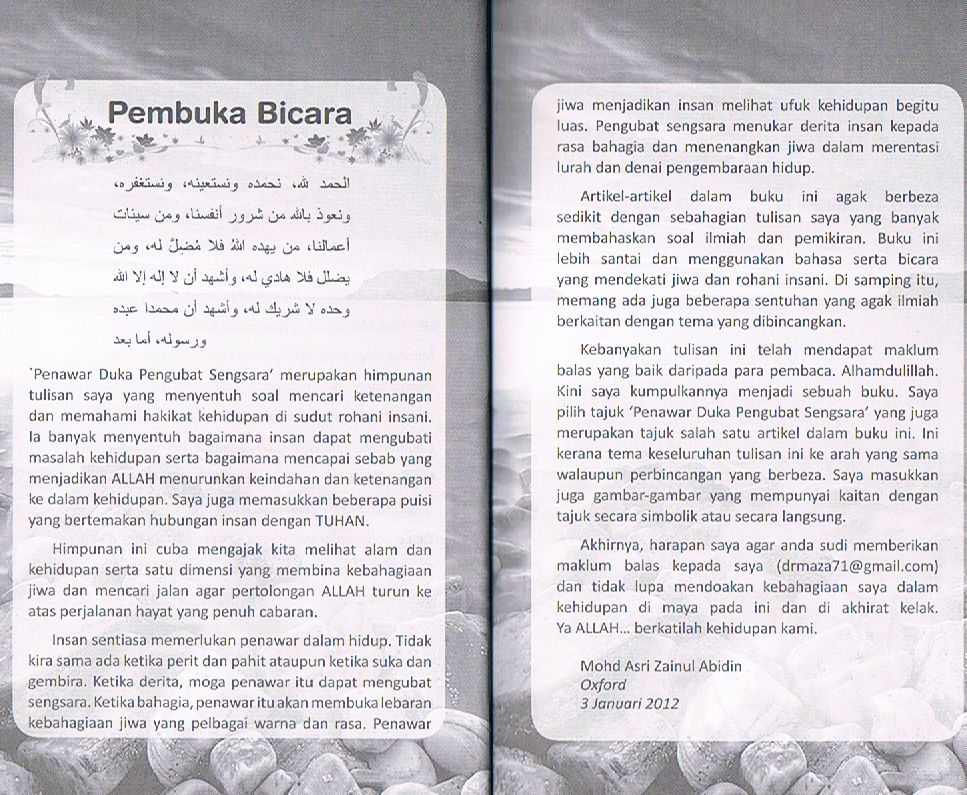 Pembuka Bicara
الحمد لله، نحمده ونستعينه، ونستغفره،
ونعوذ بالله من شرور أنفسنا، ومن سيئات
أعمالنا، من يهده اللهُ فلا مُضِلَّ له، ومن
يضلل فلا هادي له، وأشهد أن لا إله إلا الله
وحده لا شريك له، وأشهد أن محمدا عبده
ورسوله، أما بعد
‘Penawar Duka Pengubat Sengsara’ merupakan himpunan
tulisan saya yang menyentuh soal mencari ketenangan
dan memahami hakikat kehidupan di sudut rohani insani.
Ia banyak menyentuh bagaimana insan dapat mengubati
masalah kehidupan serta bagaimana mencapai sebab yang
menjadikan ALLAH menurunkan keindahan dan ketenangan
ke dalam kehidupan. Saya juga memasukkan beberapa puisi
yang bertemakan hubungan insan dengan TUHAN.
Himpunan ini cuba mengajak kita melihat alam dan
kehidupan serta satu dimensi yang membina kebahagiaan
jiwa dan mencari jalan agar pertolongan ALLAH turun ke
atas perjalanan hayat yang penuh cabaran.
Insan sentiasa memerlukan penawar dalam hidup. Tidak
kira sama ada ketika perit dan pahit ataupun ketika suka dan
gembira. Ketika derita, moga penawar itu dapat mengubat
sengsara. Ketika bahagia, penawar itu akan membuka lebaran
kebahagiaan jiwa yang pelbagai warna dan rasa. Penawar
jiwa menjadikan insan melihat ufuk kehidupan begitu
luas. Pengubat sengsara menukar derita insan kepada
rasa bahagia dan menenangkan jiwa dalam merentasi
lurah dan denai pengembaraan hidup.
Artikel-artikel dalam buku ini agak berbeza
sedikit dengan sebahagian tulisan saya yang banyak
membahaskan soal ilmiah dan pemikiran. Buku ini
lebih santai dan menggunakan bahasa serta bicara
yang mendekati jiwa dan rohani insani. Di samping itu,
memang ada juga beberapa sentuhan yang agak ilmiah
berkaitan dengan tema yang dibincangkan.
Kebanyakan tulisan ini telah mendapat maklum
balas yang baik daripada para pembaca. Alhamdulillah.
Kini saya kumpulkannya menjadi sebuah buku. Saya
pilih tajuk ‘Penawar Duka Pengubat Sengsara’ yang juga
merupakan tajuk salah satu artikel dalam buku ini. Ini
kerana tema keseluruhan tulisan ini ke arah yang sama
walaupun perbincangan yang berbeza. Saya masukkan
juga gambar-gambar yang mempunyai kaitan dengan
tajuk secara simbolik atau secara langsung.
Akhirnya, harapan saya agar anda sudi memberikan
maklum balas kepada saya (drmaza71@gmail.com)
dan tidak lupa mendoakan kebahagiaan saya dalam
kehidupan di maya pada ini dan di akhirat kelak.
Ya ALLAH... berkatilah kehidupan kami.
Mohd Asri Zainul Abidin
Oxford
3 Januari 2012